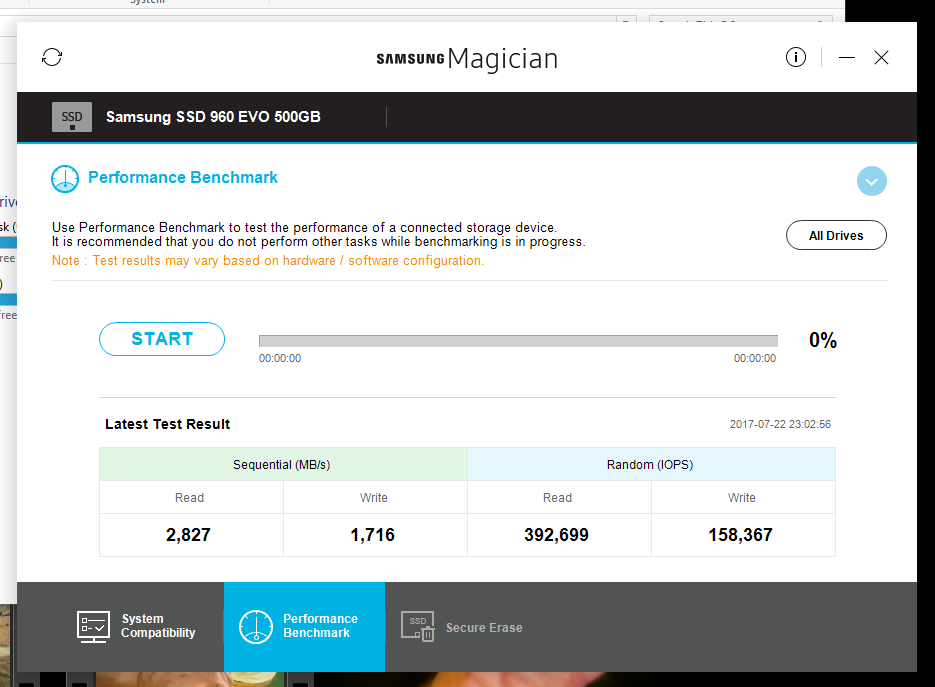 System
SAMSUNG Magician
SSD
Samsung SSD 960 EVO 500GB
Performance Benchmark
Use Performance Benchmark to test the performance of a connected storage device.
It is recommended that you do not perform other tasks while benchmarking is in progress.
Note : Test results may vary based on hardware / software configuration.
All Drives
START
0%
00:00:00
00:00:00
Latest Test Result
2017-07-22 23:02:56
Sequential (MB/s)
Random (IOPS)
Read
Write
Read
Write
2,827
1,716
392,699
158,367
System
Compatibility
Performance
Benchmark
SSD
Secure Erase